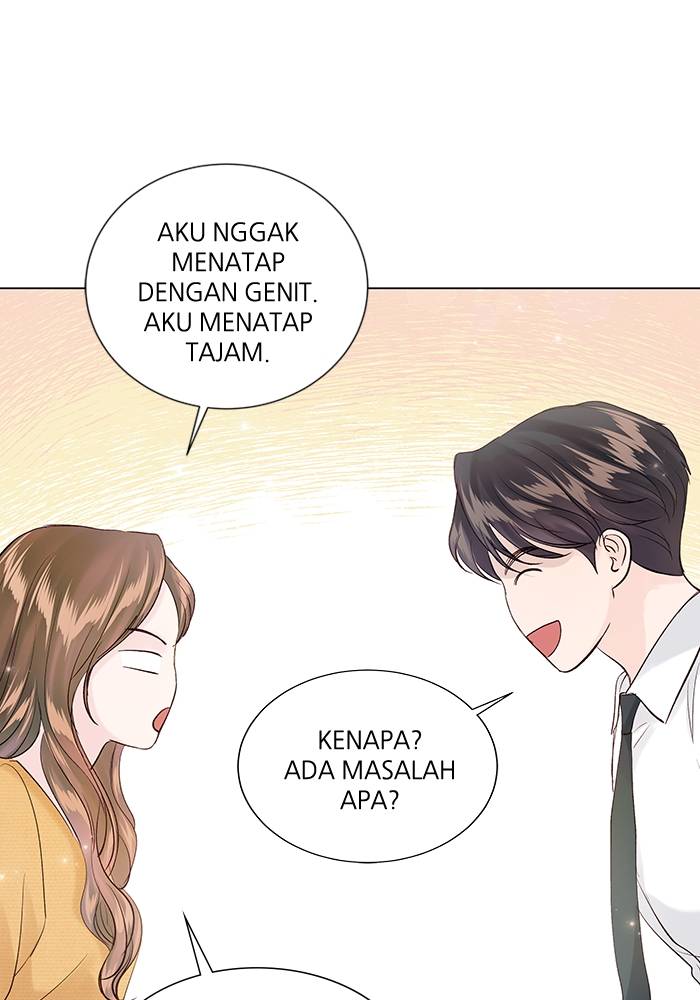 AKU NGGAK
MENATAP
DENGAN GENIT.
AKU MENATAP
TAJAM.
KENAPA?
ADA MASALAH
APA?